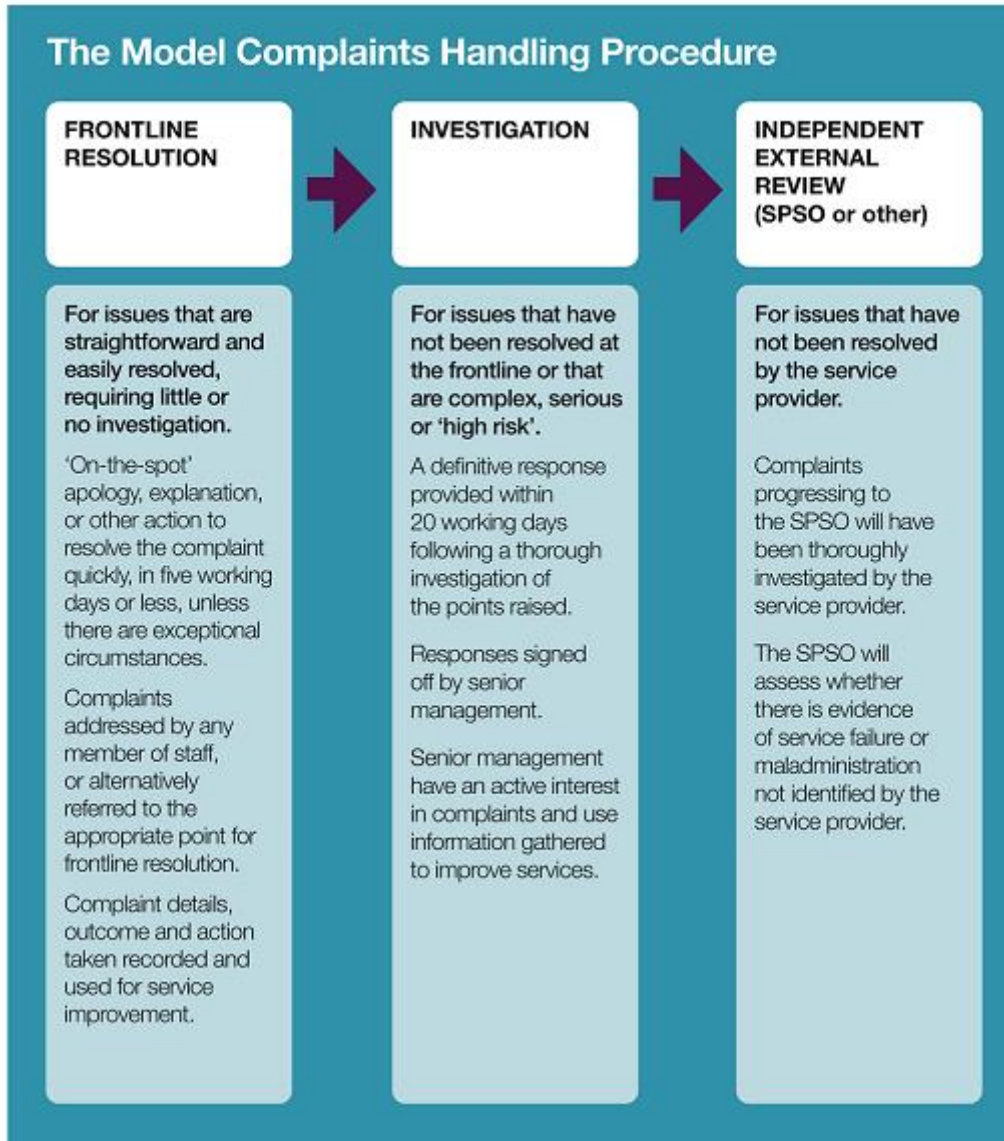 The Model Complaints Handling Procedure
FRONTLINE
RESOLUTION
For issues that are
straightforward and
easily resolved,
requiring little or
no investigation.
‘On-the-spot’
apology, explanation,
or other action to
resolve the complaint
quickly, in five working
days or less, unless
there are exceptional
circumstances.
Complaints
addressed by any
member of staff,
or alternatively
referred to the
appropriate point for
frontline resolution.
Complaint details,
outcome and action
taken recorded and
used for service
improvement.
INVESTIGATION
For issues that have
not been resolved at
the frontline or that
are complex, serious
or ‘high risk’.
A definitive response
provided within
20 working days
following a thorough
investigation of
the points raised.
Responses signed
off by senior
management.
Senior management
have an active interest
in complaints and use
information gathered
to improve services.
INDEPENDENT
EXTERNAL
REVIEW
(SPSO or other)
For issues that have
not been resolved
by the service
provider.
Complaints
progressing to
the SPSO will have
been thoroughly
investigated by the
service provider.
The SPSO will
assess whether
there is evidence
of service failure or
maladministration
not identified by the
service provider.